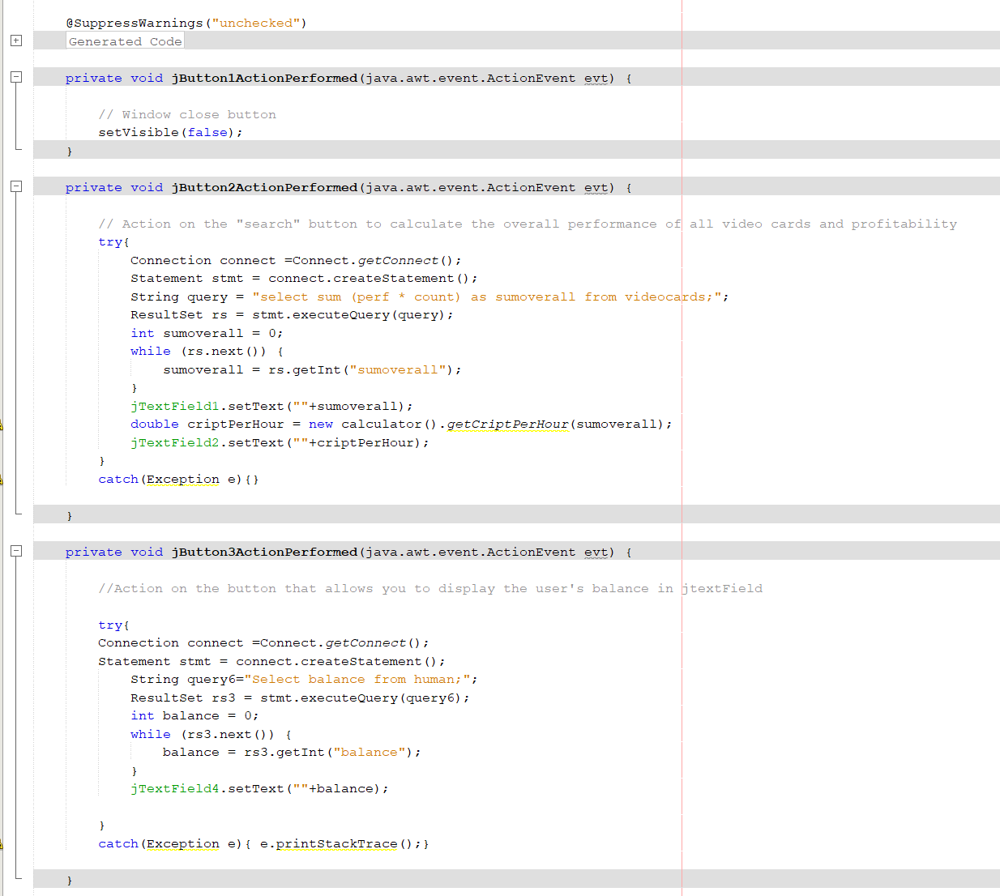 @SuppressWarnings("unchecked")
Generated Code
private void jButton1ActionPerformed(java.awt.event.ActionEvent evt) {
// Window close button
setVisible(false);
}
private void jButton2ActionPerformed(java.awt.event.ActionEvent evt) {
// Action on the "search" button to calculate the overall performance of all video cards and profitability
try{
Connection connect =Connect.getConnect();
Statement stmt = connect.createStatement();
String query = "select sum (perf * count) as sumoverall from videocards;";
ResultSet rs = stmt.executeQuery(query);
int sumoverall = 0;
while (rs.next()) {
sumoverall = rs.getInt("sumoverall");
}
jTextField1.setText(""+sumoverall);
double criptPerHour = new calculator().getCriptPerHour(sumoverall);
jTextField2.setText(""+criptPerHour);
}
catch(Exception e){}
}
private void jButton3ActionPerformed(java.awt.event.ActionEvent evt) {
//Action on the button that allows you to display the user's balance in jtextField
try{
Connection connect =Connect.getConnect();
Statement stmt = connect.createStatement();
String query6="Select balance from human;";
ResultSet rs3 = stmt.executeQuery(query6);
int balance = 0;
while (rs3.next()) {
balance = rs3.getInt("balance");
}
jTextField4.setText(""+balance);
}
catch(Exception e){ e.printStackTrace();}
}